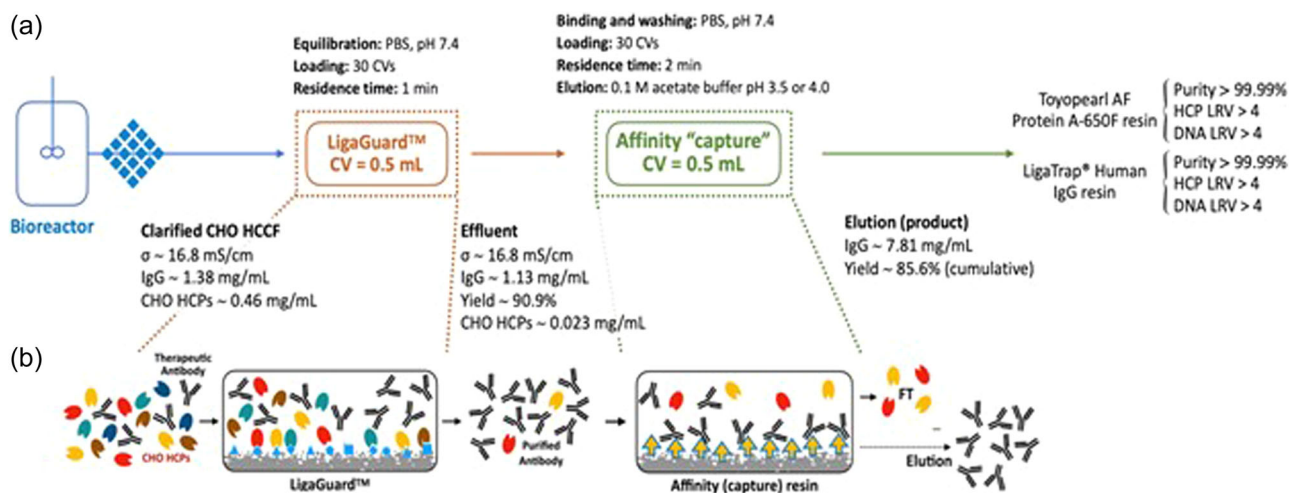 (a)
Equilibration: PBS, pH 7.4
Loading: 30 CVs
Residence time: 1 min
Binding and washing: PBS, pH 7.4
Loading: 30 CVs
Residence time: 2 min
Elution: 0.1 M acetate buffer pH 3.5 or 4.0
Bioreactor
LigaGuard™
CV = 0.5 mL
Affinity “capture”
CV = 0.5 mL
Toyopearl AF
Protein A-650F resin
Purity > 99.99%
HCP LRV > 4
DNA LRV > 4
LigaTrap® Human
IgG resin
Purity > 99.99%
HCP LRV > 4
DNA LRV > 4
Clarified CHO HCCF
σ ~ 16.8 mS/cm
IgG ~ 1.38 mg/mL
CHO HCPs ~ 0.46 mg/mL
Effluent
σ ~ 16.8 mS/cm
IgG ~ 1.13 mg/mL
Yield ~ 90.9%
CHO HCPs ~ 0.023 mg/mL
Elution (product)
IgG ~ 7.81 mg/mL
Yield ~ 85.6% (cumulative)
(b)
Therapeutic
Antibody
CHO HCPs
LigaGuard™
Purified
Antibody
Affinity (capture) resin
FT
Elution